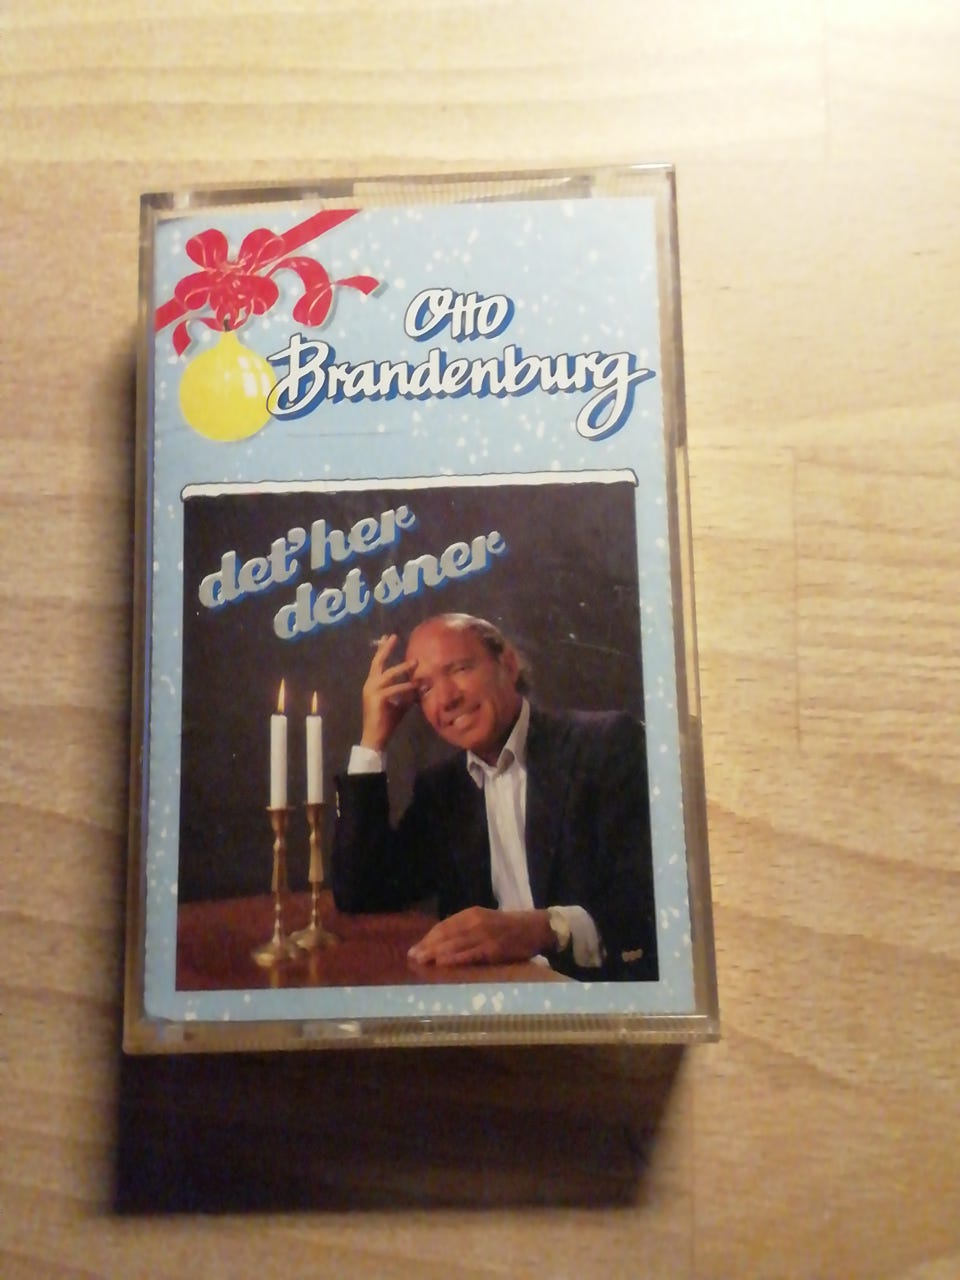 Otto
Brandenburg
det' her
det sner